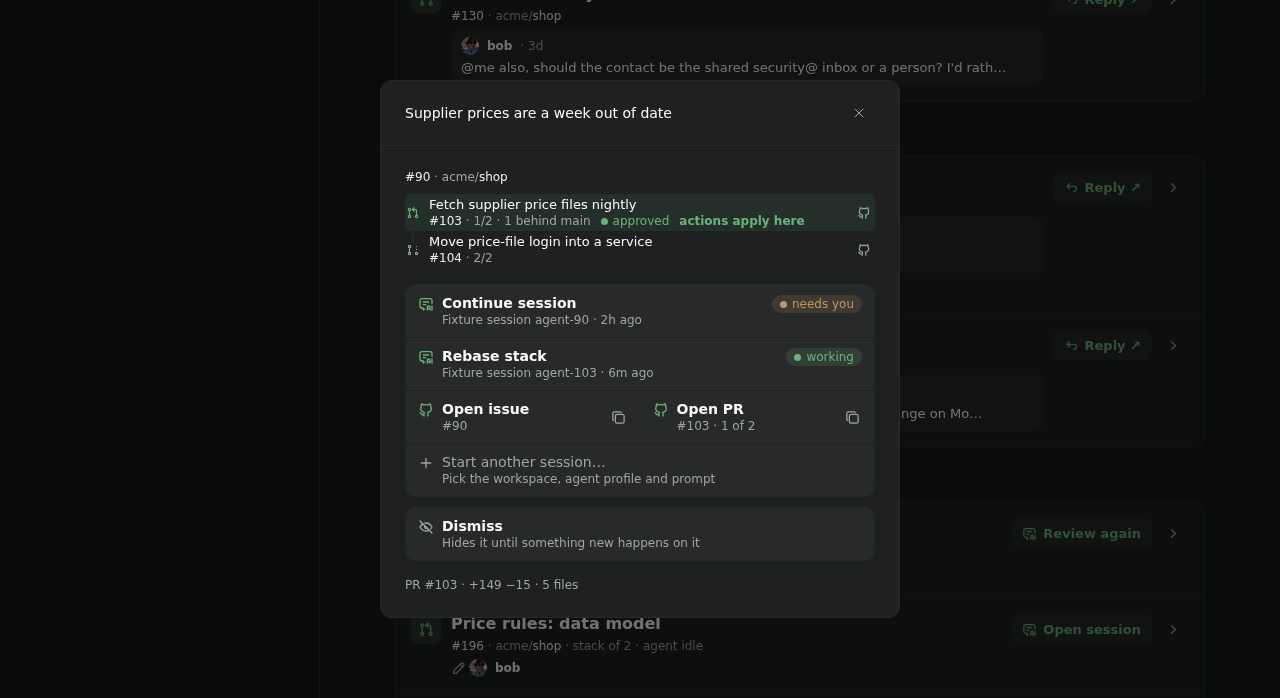 Reply ↗
#130 · acme/shop
bob · 3d
@me also, should the contact be the shared security@ inbox or a person? I'd rath…
Supplier prices are a week out of date
#90 · acme/shop
Fetch supplier price files nightly
#103 · 1/2 · 1 behind main ● approved actions apply here
Move price-file login into a service
#104 · 2/2
Reply ↗
Continue session
needs you
Fixture session agent-90 · 2h ago
Rebase stack
working
Fixture session agent-103 · 6m ago
Reply ↗
Open issue
#90
Open PR
#103 · 1 of 2
nge on Mo…
Start another session…
Pick the workspace, agent profile and prompt
Dismiss
Hides it until something new happens on it
Review again
PR #103 · +149 −15 · 5 files
Price rules: data model
#196 · acme/shop · stack of 2 · agent idle
bob
Open session